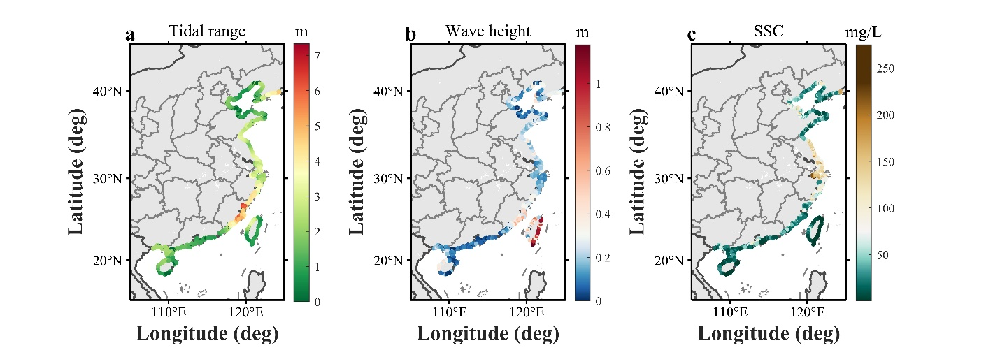 a Tidal range m
7
6
5
4
3
2
1
0
40°N
30°N
20°N
110°E 120°E
Latitude (deg)
Longitude (deg)
b Wave height m
1
0.8
0.6
0.4
0.2
0
40°N
30°N
20°N
110°E 120°E
Latitude (deg)
Longitude (deg)
c SSC mg/L
250
200
150
100
50
40°N
30°N
20°N
110°E 120°E
Latitude (deg)
Longitude (deg)